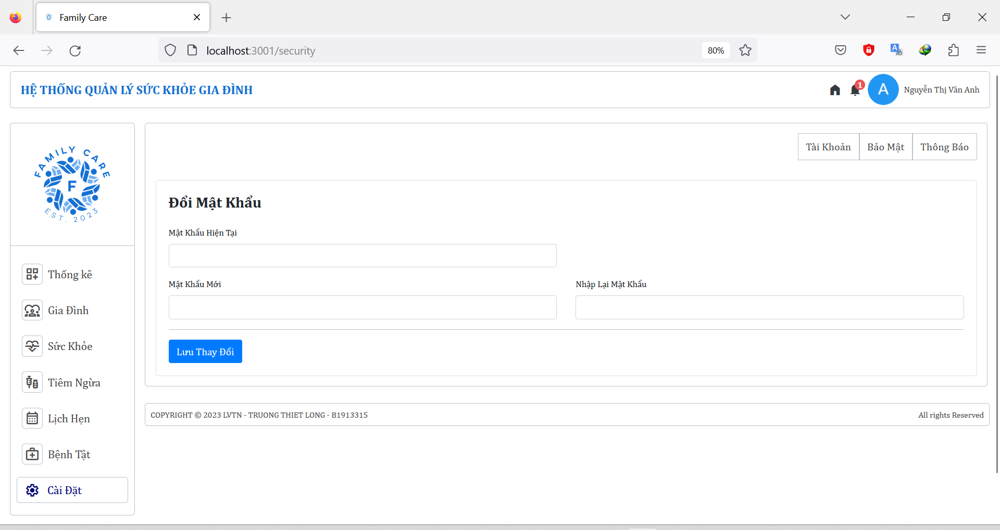 Family Care
localhost:3001/security
80%
HỆ THỐNG QUẢN LÝ SỨC KHỎE GIA ĐÌNH
1
A
Nguyễn Thị Vân Anh
FAMILY CARE
F
EST. 2023
Tài Khoản
Bảo Mật
Thông Báo
Đổi Mật Khẩu
Mật Khẩu Hiện Tại
Mật Khẩu Mới
Nhập Lại Mật Khẩu
Lưu Thay Đổi
Thống kê
Gia Đình
Sức Khỏe
Tiêm Ngừa
Lịch Hẹn
Bệnh Tật
Cài Đặt
COPYRIGHT © 2023 LVTN - TRUONG THIET LONG - B1913315
All rights Reserved